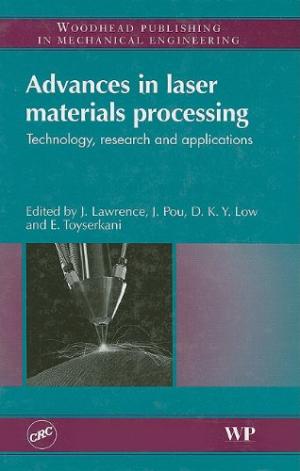 WOODHEAD PUBLISHING
IN MECHANICAL ENGINEERING
Advances in laser
materials processing
Technology, research and applications
Edited by J. Lawrence, J. Pou, D. K. Y. Low
and E. Toyserkani
CRC
WP